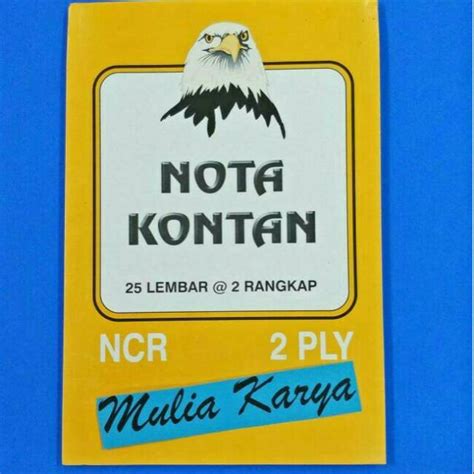 NOTA
KONTAN
25 LEMBAR @ 2 RANGKAP
NCR 2 PLY
Mulia Karya